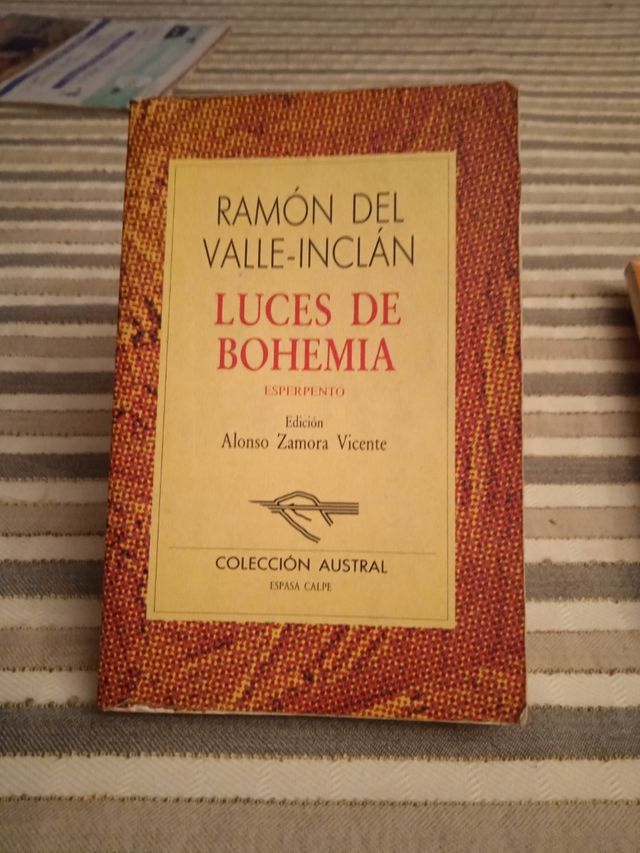 RAMÓN DEL
VALLE-INCLÁN
LUCES DE
BOHEMIA
ESPERPENTO
Edición
Alonso Zamora Vicente
COLECCIÓN AUSTRAL
ESPASA CALPE